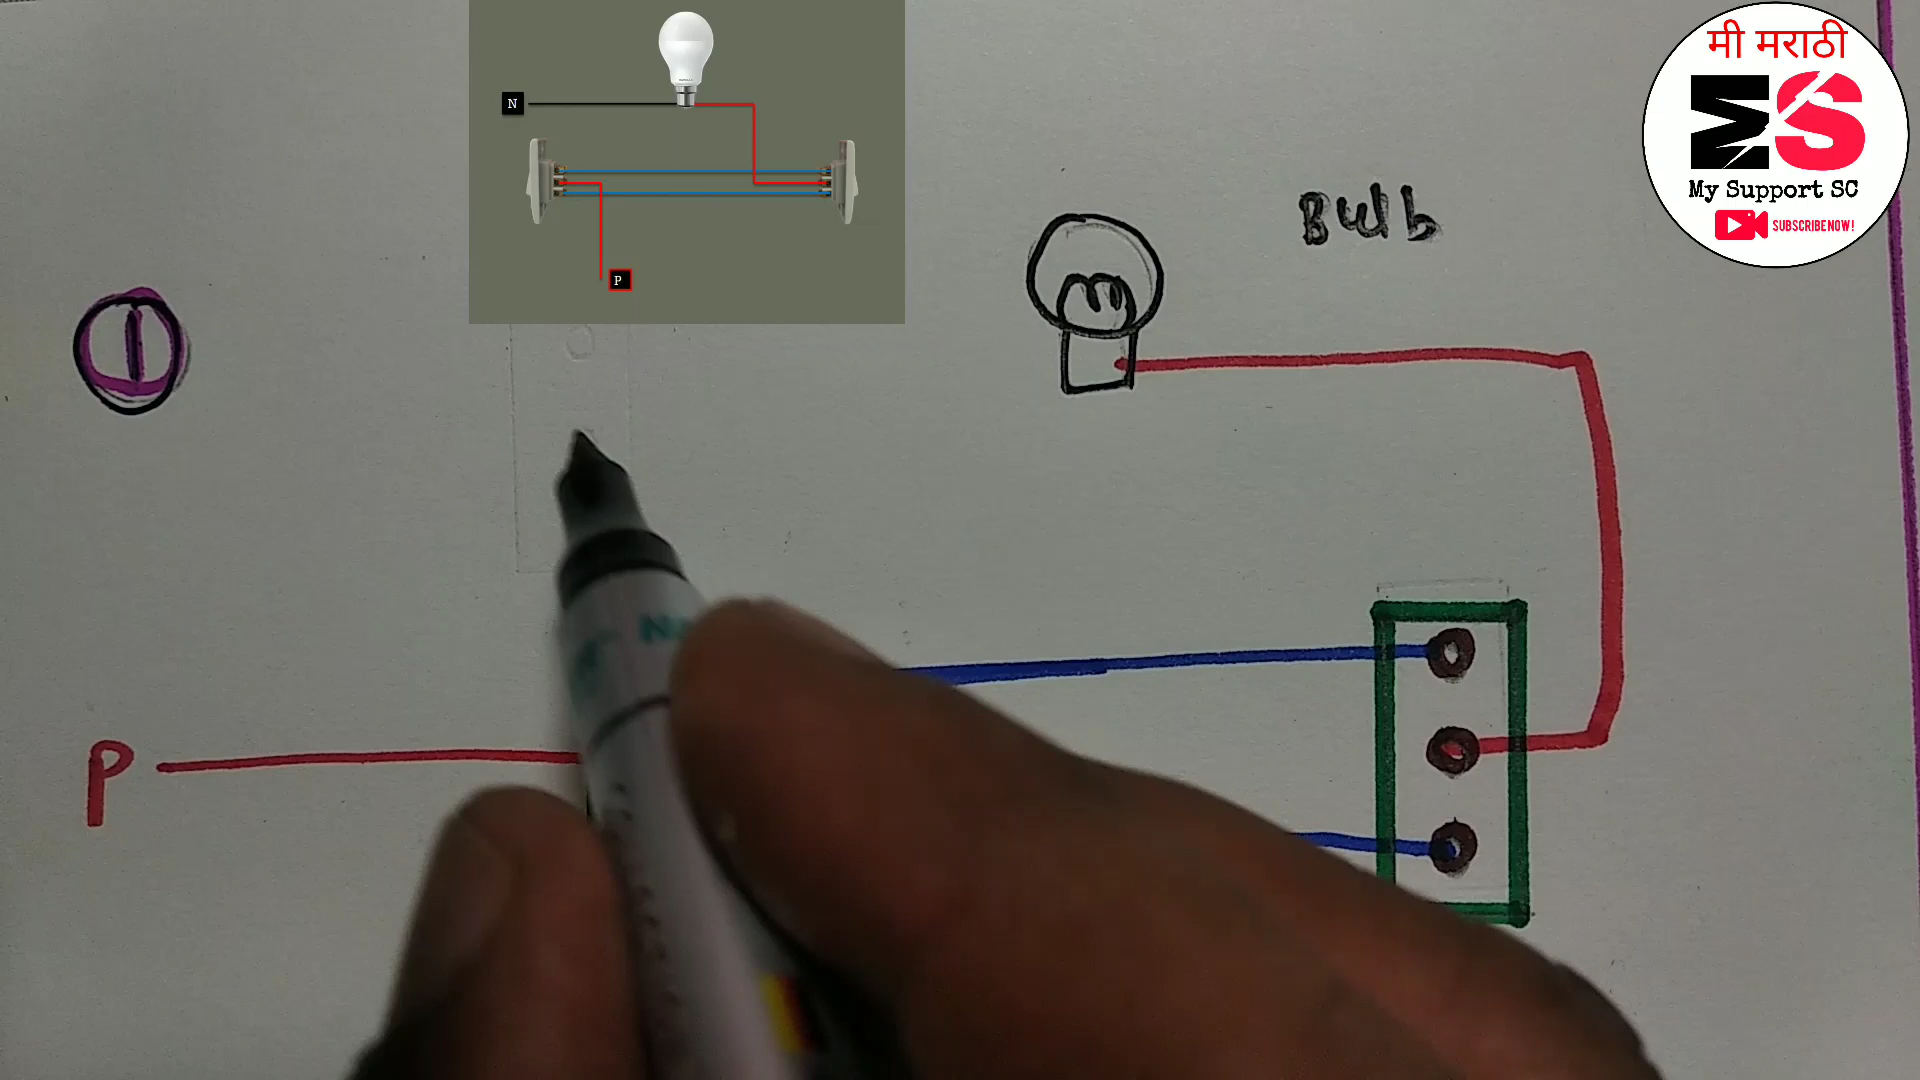 N
P
मी मराठी
My Support SC
SUBSCRIBE NOW!
Bulb
P